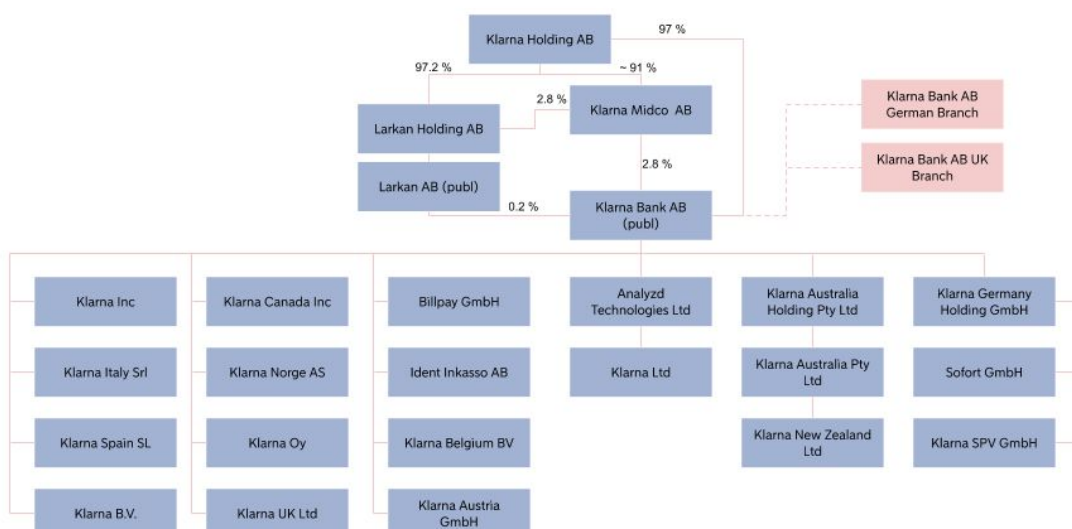 Klarna Holding AB
97 %
97.2 %
~ 91 %
Klarna Bank AB
German Branch
2.8 %
Klarna Midco AB
Larkan Holding AB
Klarna Bank AB UK
Branch
2.8 %
Larkan AB (publ)
0.2 %
Klarna Bank AB
(publ)
Klarna Inc
Klarna Canada Inc
Billpay GmbH
Analyzd
Technologies Ltd
Klarna Australia
Holding Pty Ltd
Klarna Germany
Holding GmbH
Klarna Italy Srl
Klarna Norge AS
Ident Inkasso AB
Klarna Ltd
Klarna Australia Pty
Ltd
Sofort GmbH
Klarna Spain SL
Klarna Oy
Klarna Belgium BV
Klarna New Zealand
Ltd
Klarna SPV GmbH
Klarna B.V.
Klarna UK Ltd
Klarna Austria
GmbH